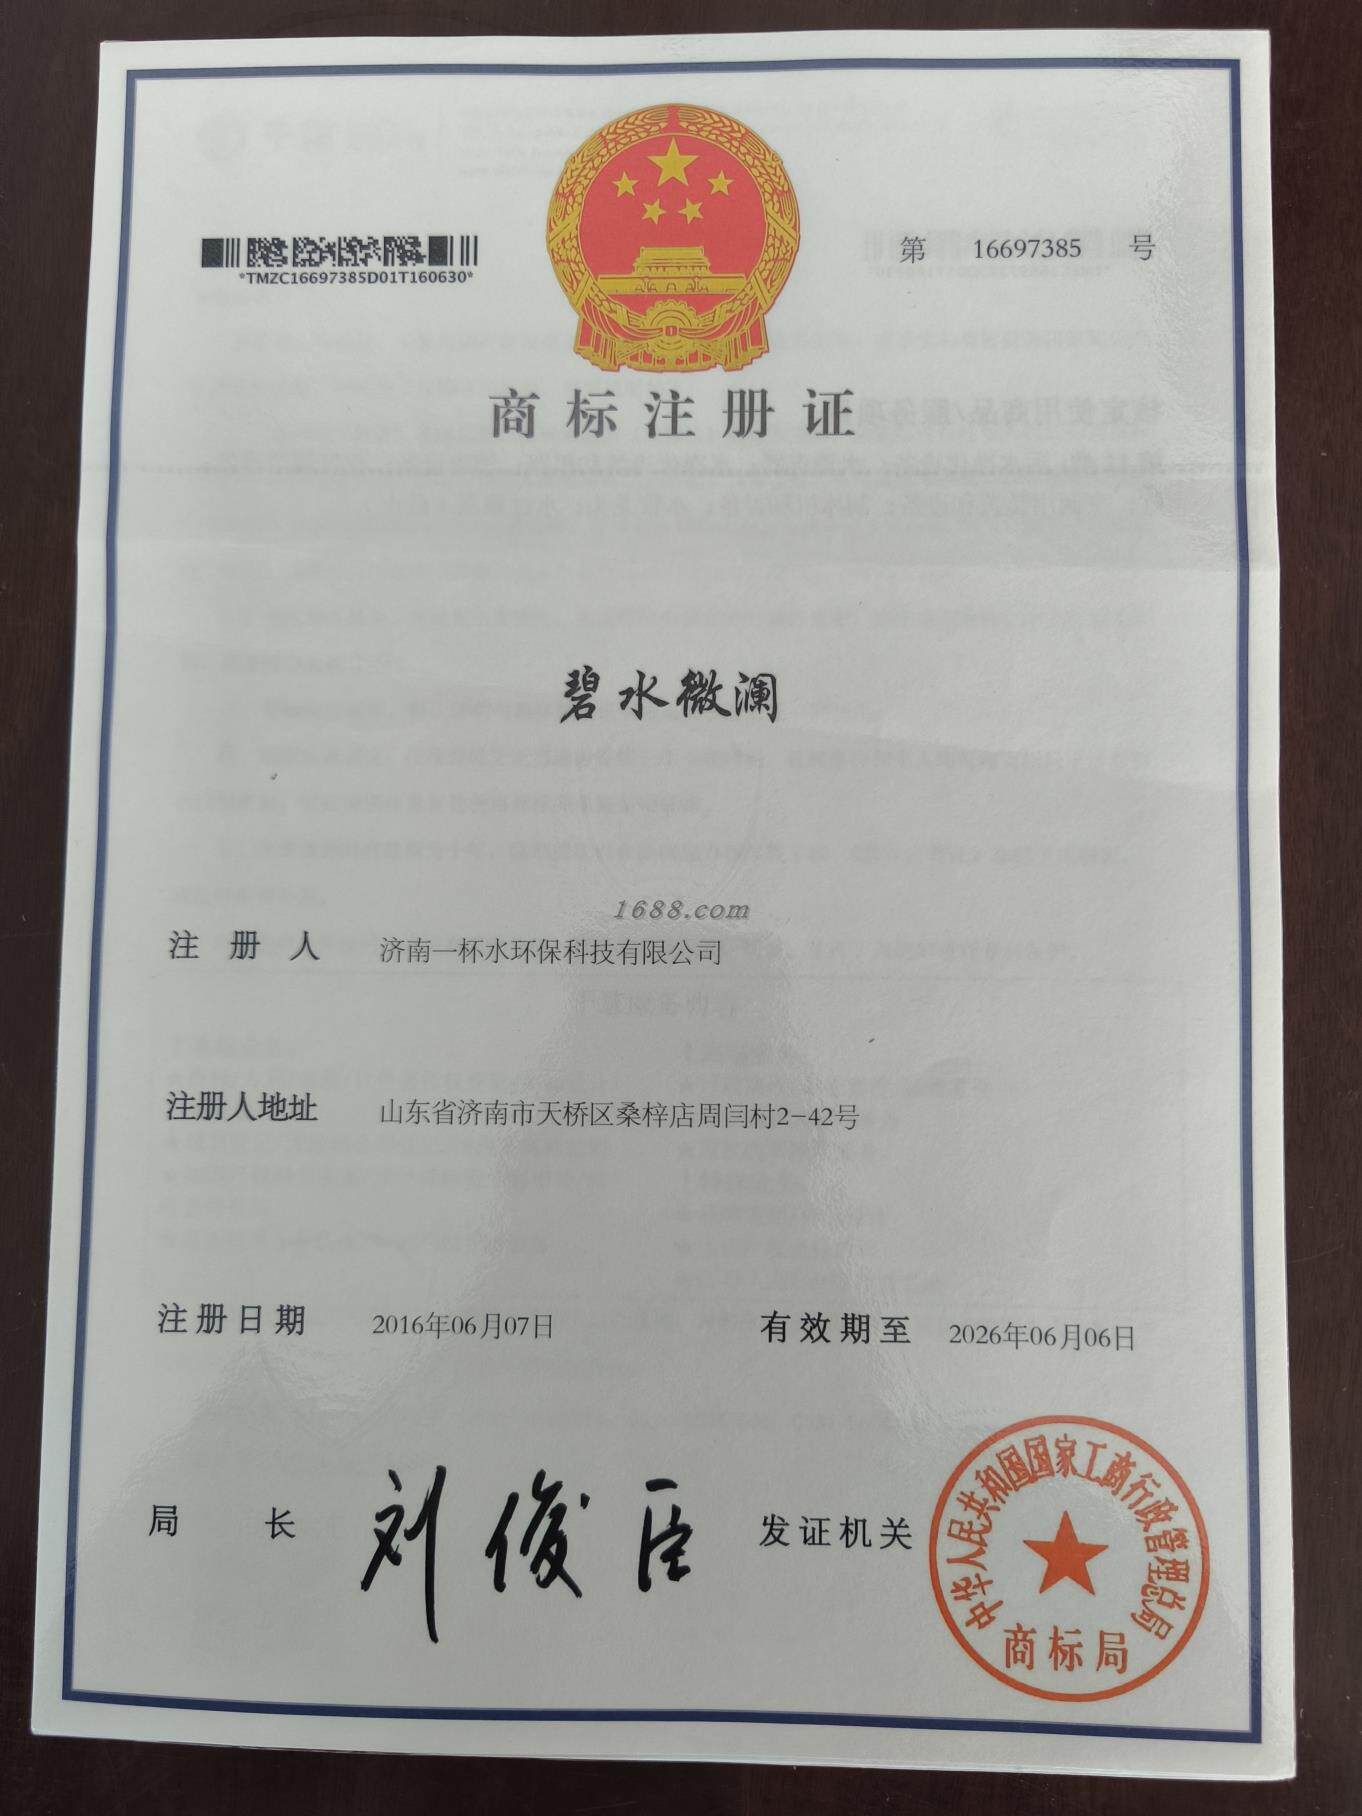 *TMZC16697385D01T160630*
第 16697385 号
商标注册证
碧水微澜
1688.com
注册人 济南一杯水环保科技有限公司
注册人地址 山东省济南市天桥区桑梓店周闫村2-42号
注册日期 2016年06月07日 有效期至 2026年06月06日
局长 刘俊臣 发证机关
中华人民共和国国家工商行政管理总局
商标局